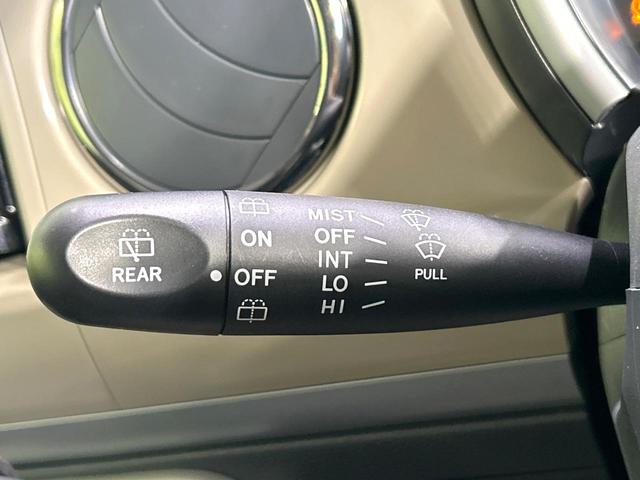 REAR
ON
OFF
MIST
OFF
INT
LO
HI
PULL